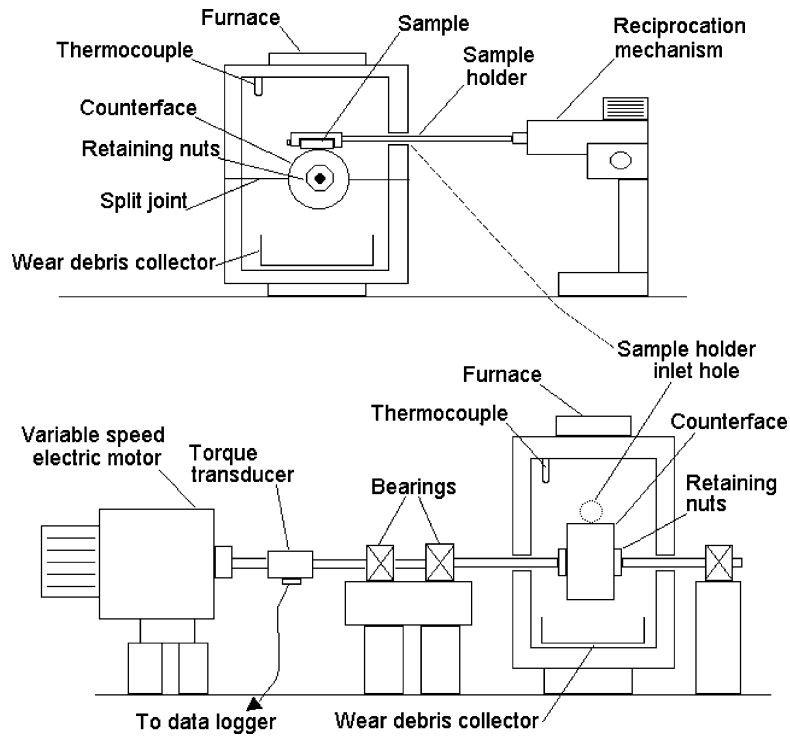 Furnace
Sample
Reciprocation
mechanism
Thermocouple
Sample
holder
Counterface
Retaining nuts
Split joint
Wear debris collector
Sample holder
inlet hole
Furnace
Thermocouple
Counterface
Variable speed
electric motor
Torque
transducer
Bearings
Retaining
nuts
To data logger
Wear debris collector